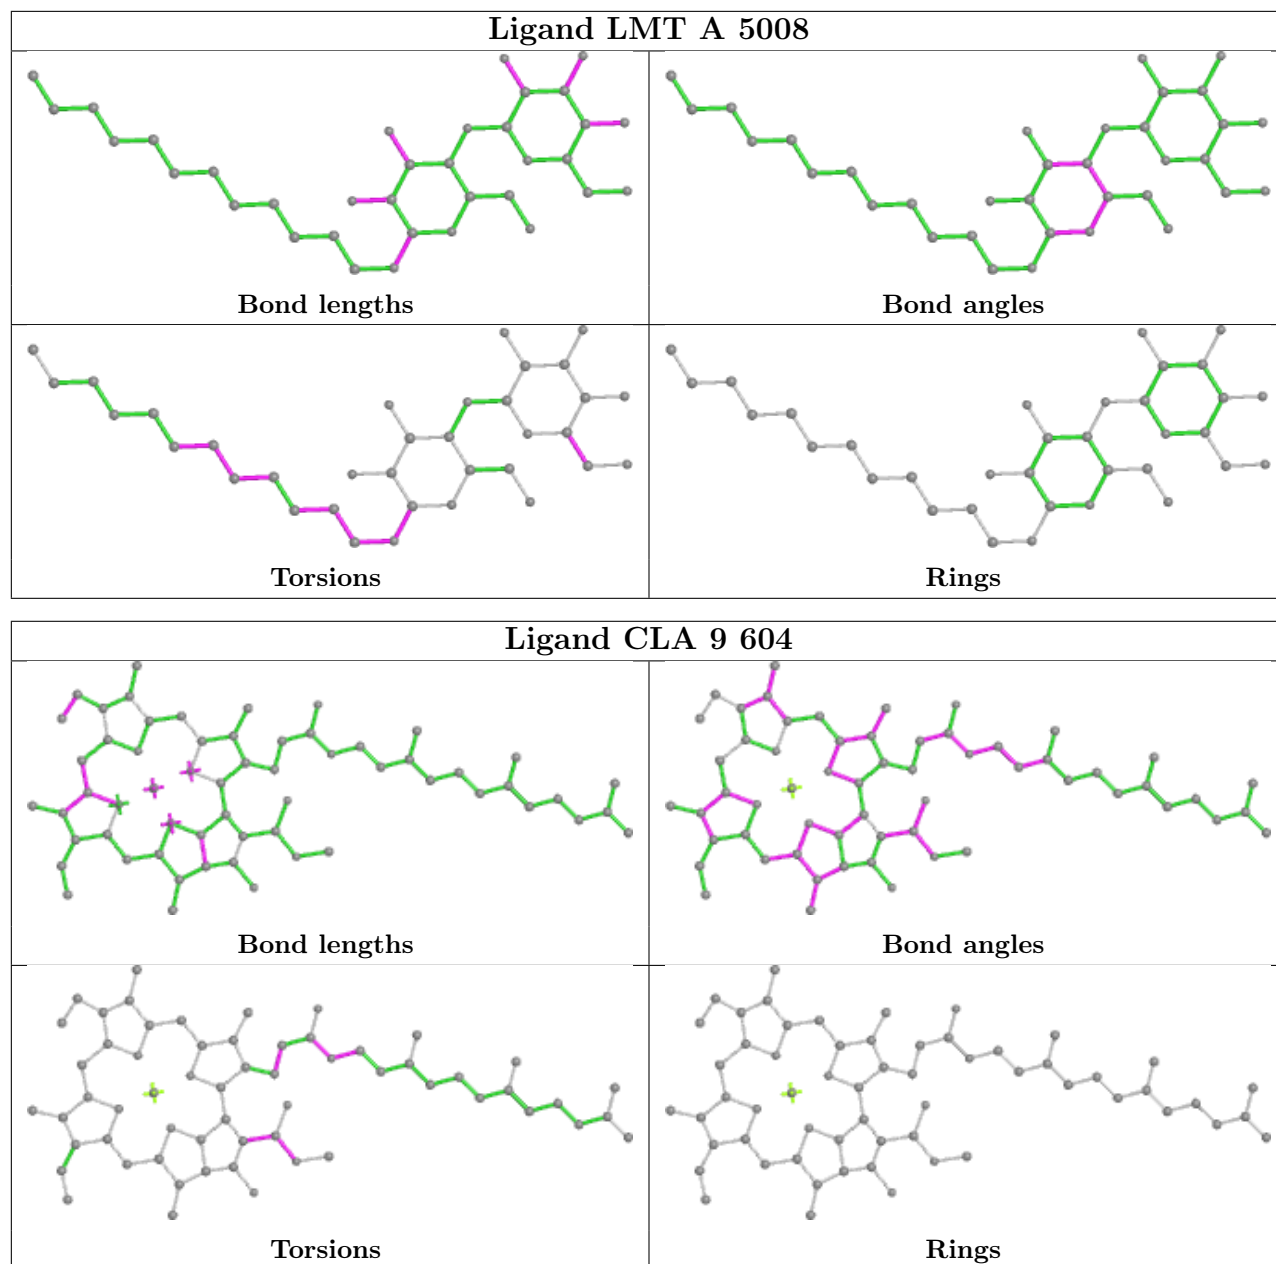 Ligand LMT A 5008
Bond lengths
Bond angles
Torsions
Rings
Ligand CLA 9 604
Bond lengths
Bond angles
Torsions
Rings